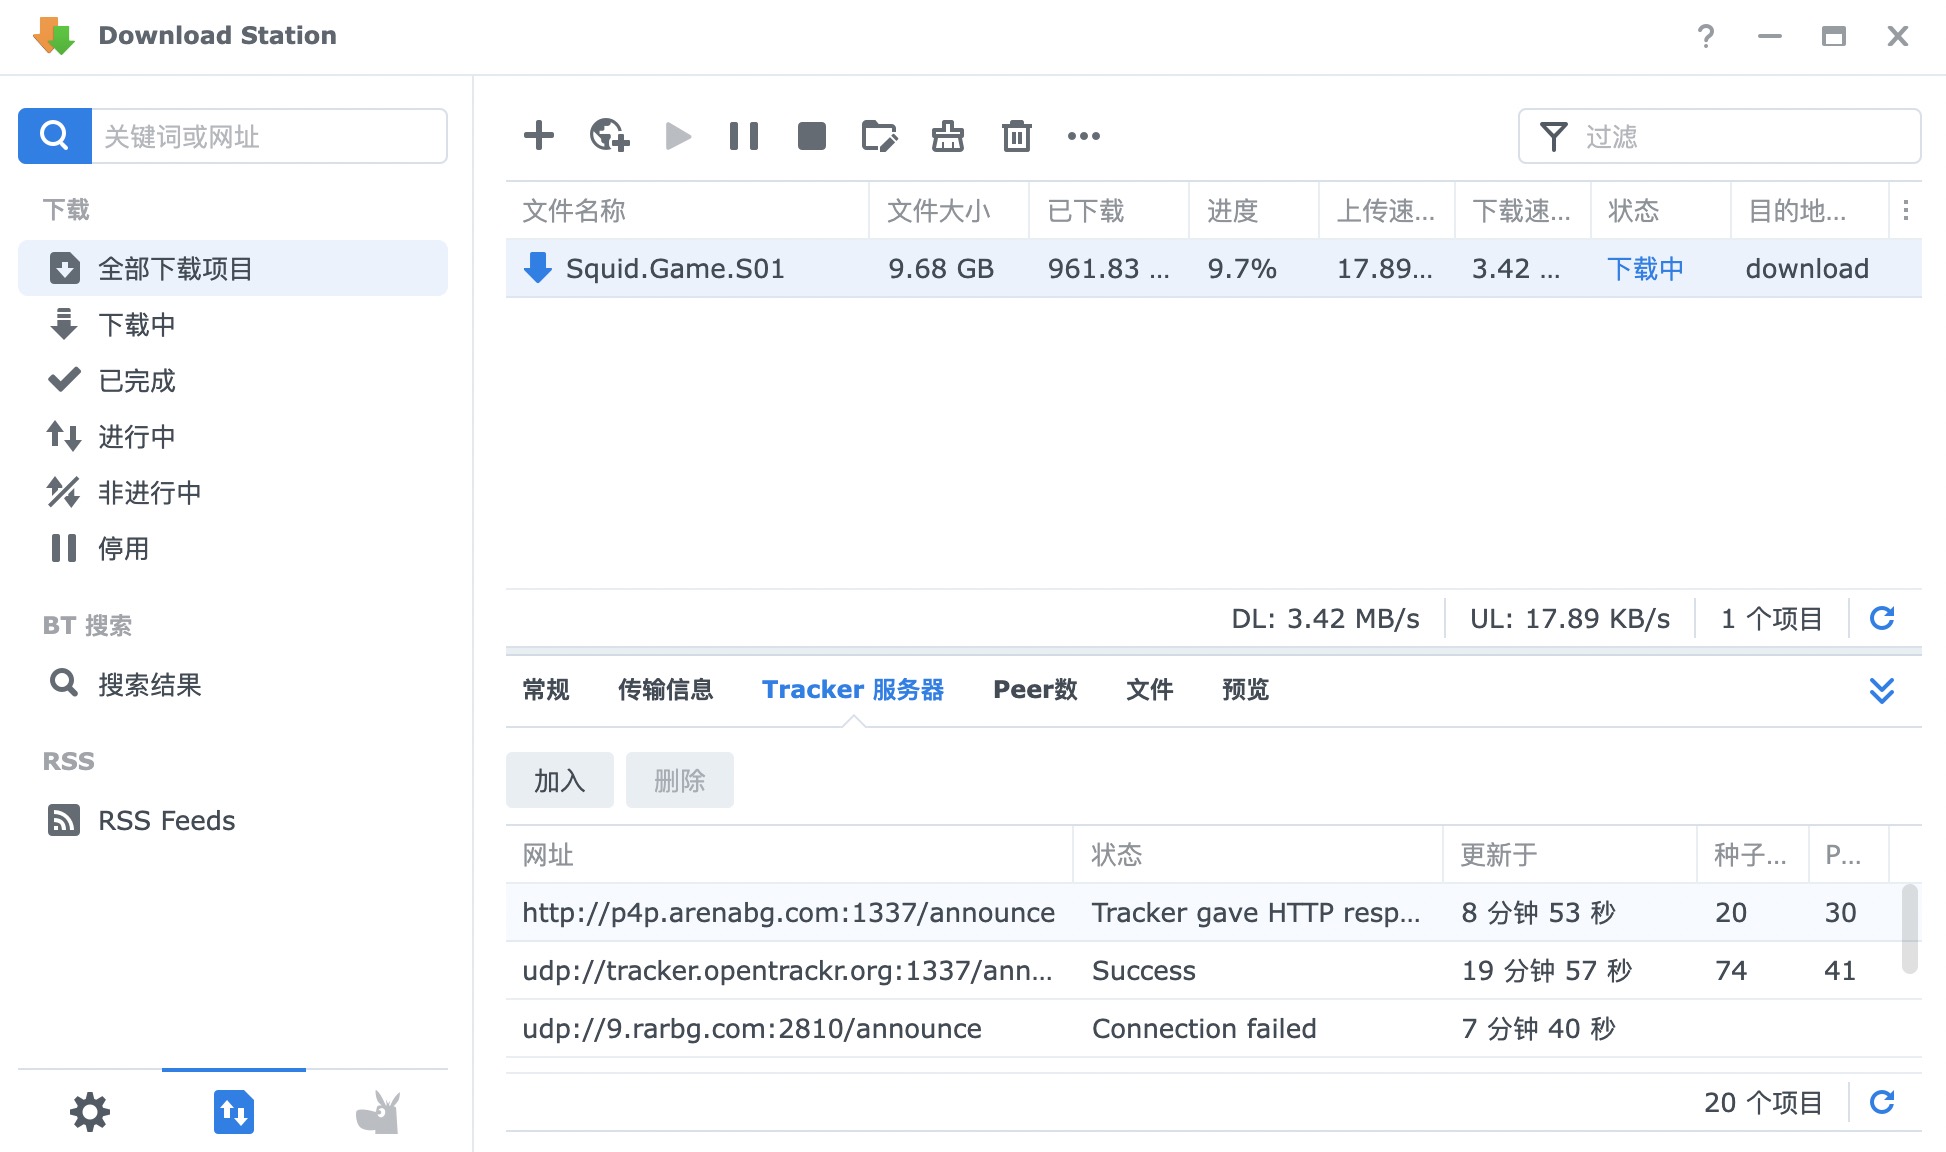 Download Station
关键词或网址
过滤
下载
全部下载项目
下载中
已完成
进行中
非进行中
停用
BT 搜索
搜索结果
RSS
RSS Feeds
文件名称 文件大小 已下载 进度 上传速... 下载速... 状态 目的地...
Squid.Game.S01 9.68 GB 961.83 ... 9.7% 17.89... 3.42 ... 下载中 download
DL: 3.42 MB/s UL: 17.89 KB/s 1 个项目
常规 传输信息 Tracker 服务器 Peer数 文件 预览
加入 删除
网址 状态 更新于 种子... P...
http://p4p.arenabg.com:1337/announce Tracker gave HTTP resp... 8 分钟 53 秒 20 30
udp://tracker.opentrackr.org:1337/ann... Success 19 分钟 57 秒 74 41
udp://9.rarbg.com:2810/announce Connection failed 7 分钟 40 秒
20 个项目